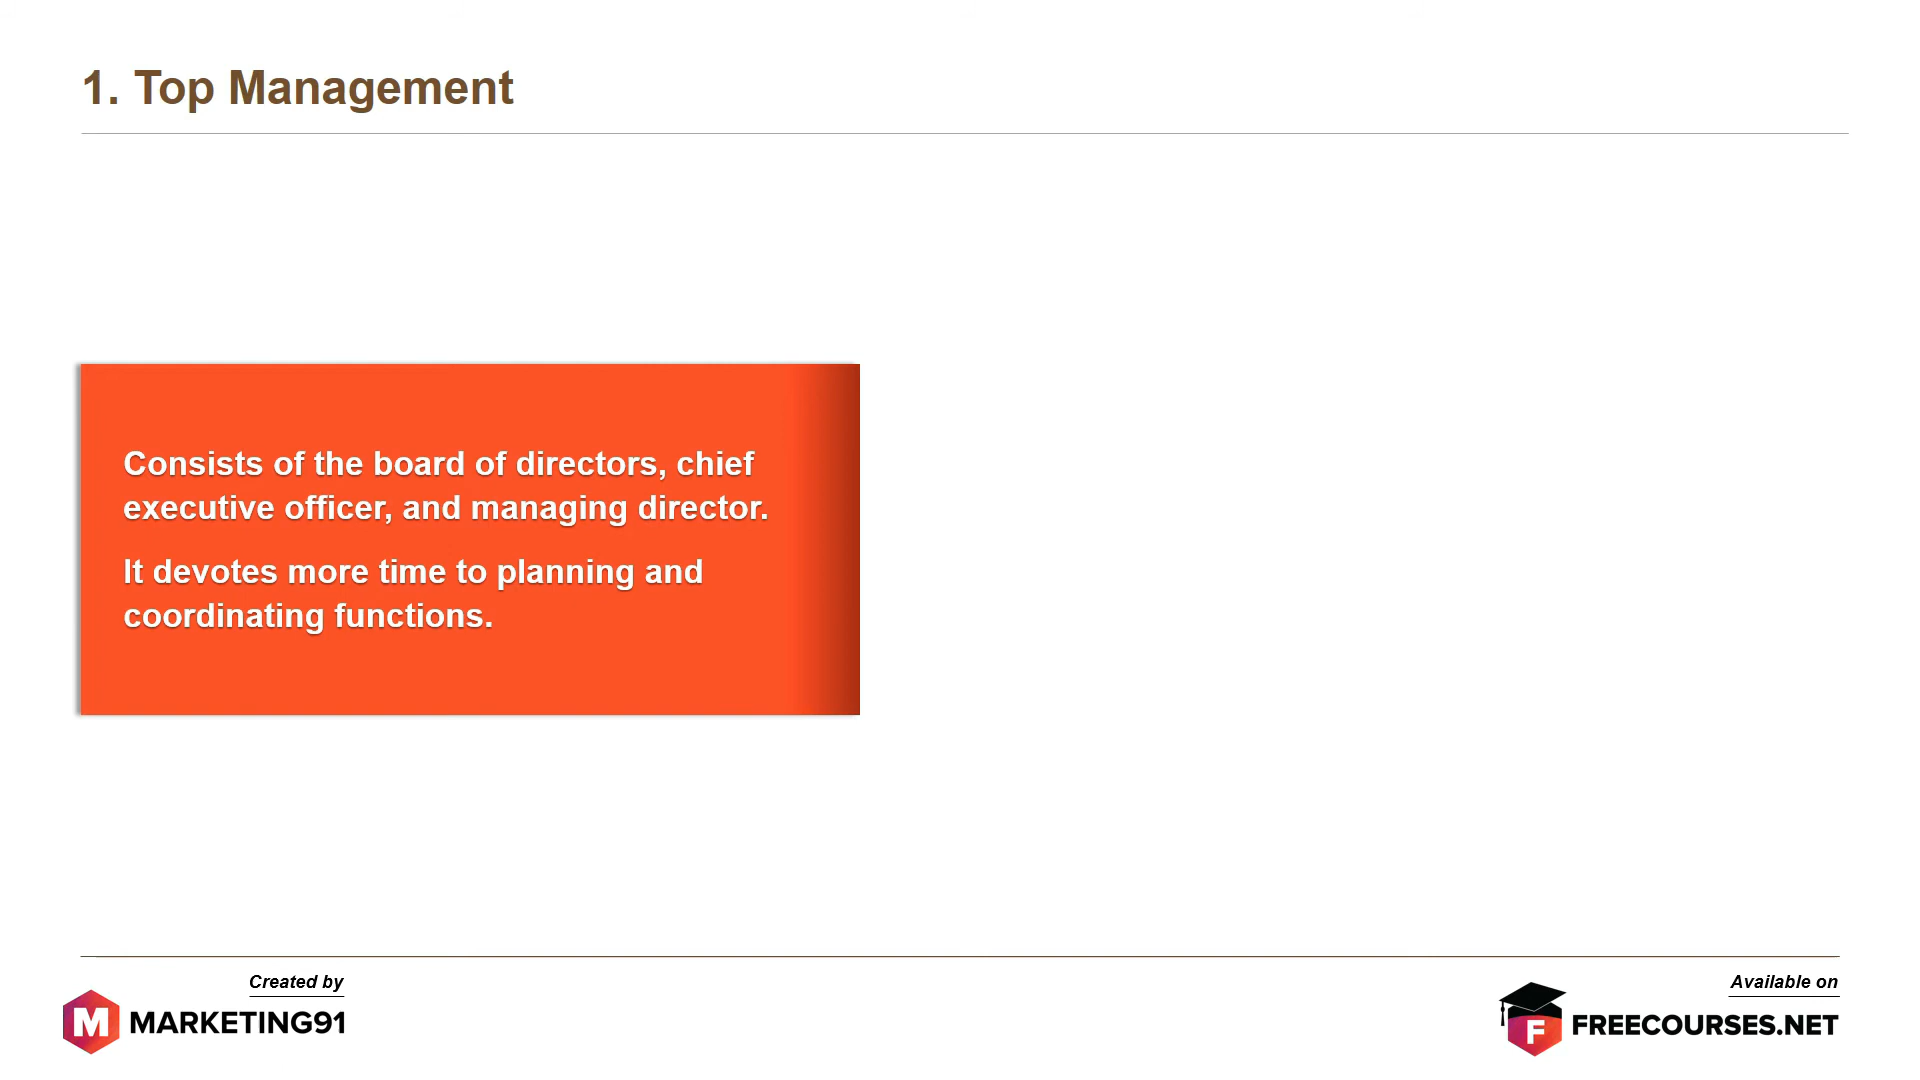 1. Top Management
Consists of the board of directors, chief
executive officer, and managing director.
It devotes more time to planning and
coordinating functions.
Created by
M MARKETING91
Available on
F FREECOURSES.NET